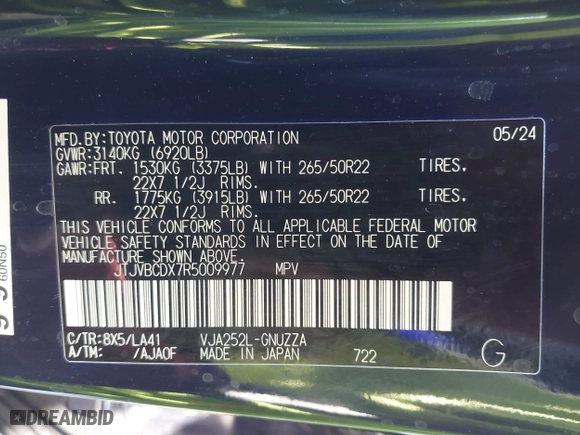 MFD.BY:TOYOTA MOTOR CORPORATION 05/24
GVWR:3140KG (6920LB)
GAWR:FRT. 1530KG (3375LB) WITH 265/50R22 TIRES.
22X7 1/2J RIMS.
RR. 1775KG (3915LB) WITH 265/50R22 TIRES.
22X7 1/2J RIMS.
THIS VEHICLE CONFORMS TO ALL APPLICABLE FEDERAL MOTOR
VEHICLE SAFETY STANDARDS IN EFFECT ON THE DATE OF
MANUFACTURE SHOWN ABOVE.
JTJVBCDX7R5009977 MPV
C/TR:8X5/LA41 VJA252L-GNUZZA
A/TM: /AJA0F MADE IN JAPAN 722 G
60N50
DREAMBID